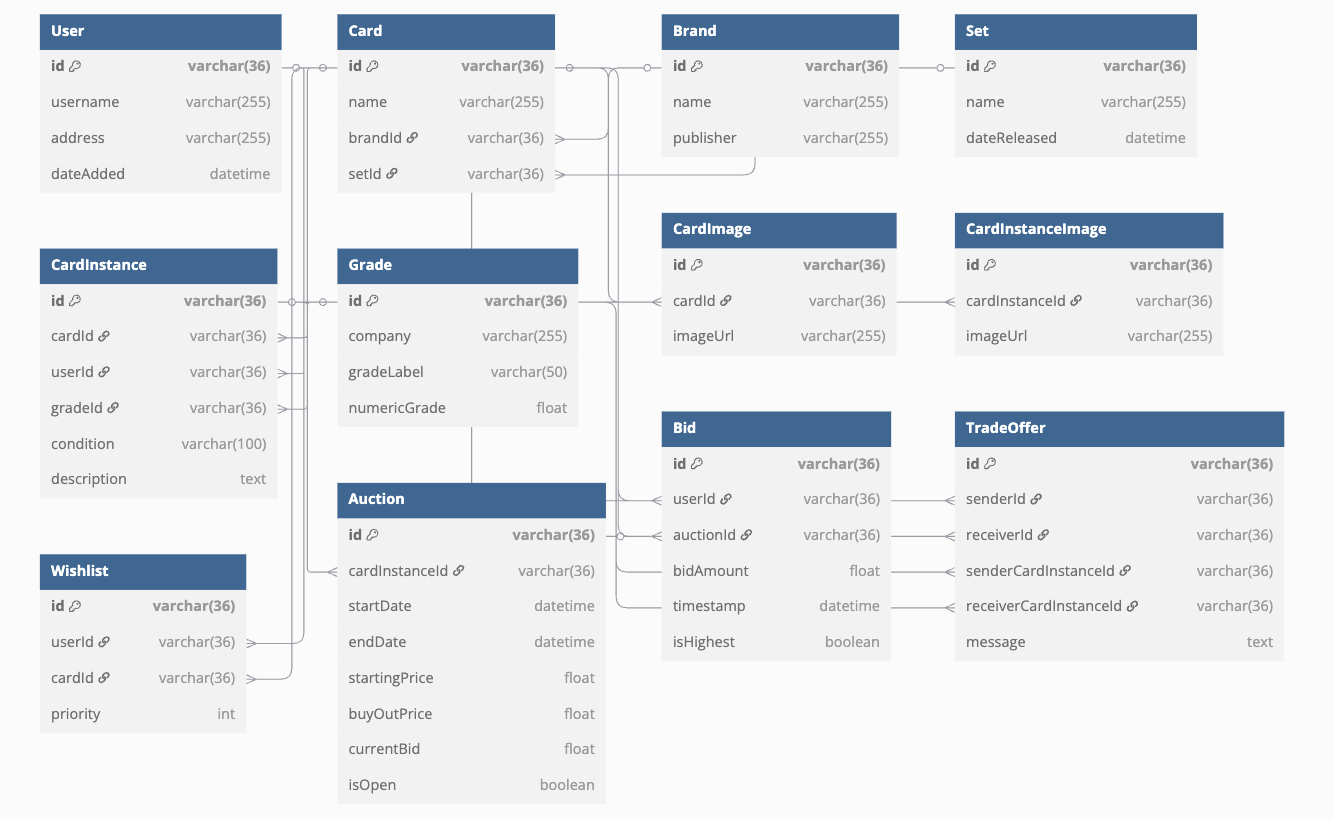 User
id varchar(36)
username varchar(255)
address varchar(255)
dateAdded datetime
Card
id varchar(36)
name varchar(255)
brandId varchar(36)
setId varchar(36)
Brand
id varchar(36)
name varchar(255)
publisher varchar(255)
Set
id varchar(36)
name varchar(255)
dateReleased datetime
CardInstance
id varchar(36)
cardId varchar(36)
userId varchar(36)
gradeId varchar(36)
condition varchar(100)
description text
Grade
id varchar(36)
company varchar(255)
gradeLabel varchar(50)
numericGrade float
CardImage
id varchar(36)
cardId varchar(36)
imageUrl varchar(255)
CardInstanceImage
id varchar(36)
cardInstanceId varchar(36)
imageUrl varchar(255)
Wishlist
id varchar(36)
userId varchar(36)
cardId varchar(36)
priority int
Auction
id varchar(36)
cardInstanceId varchar(36)
startDate datetime
endDate datetime
startingPrice float
buyOutPrice float
currentBid float
isOpen boolean
Bid
id varchar(36)
userId varchar(36)
auctionId varchar(36)
bidAmount float
timestamp datetime
isHighest boolean
TradeOffer
id varchar(36)
senderId varchar(36)
receiverId varchar(36)
senderCardInstanceId varchar(36)
receiverCardInstanceId varchar(36)
message text